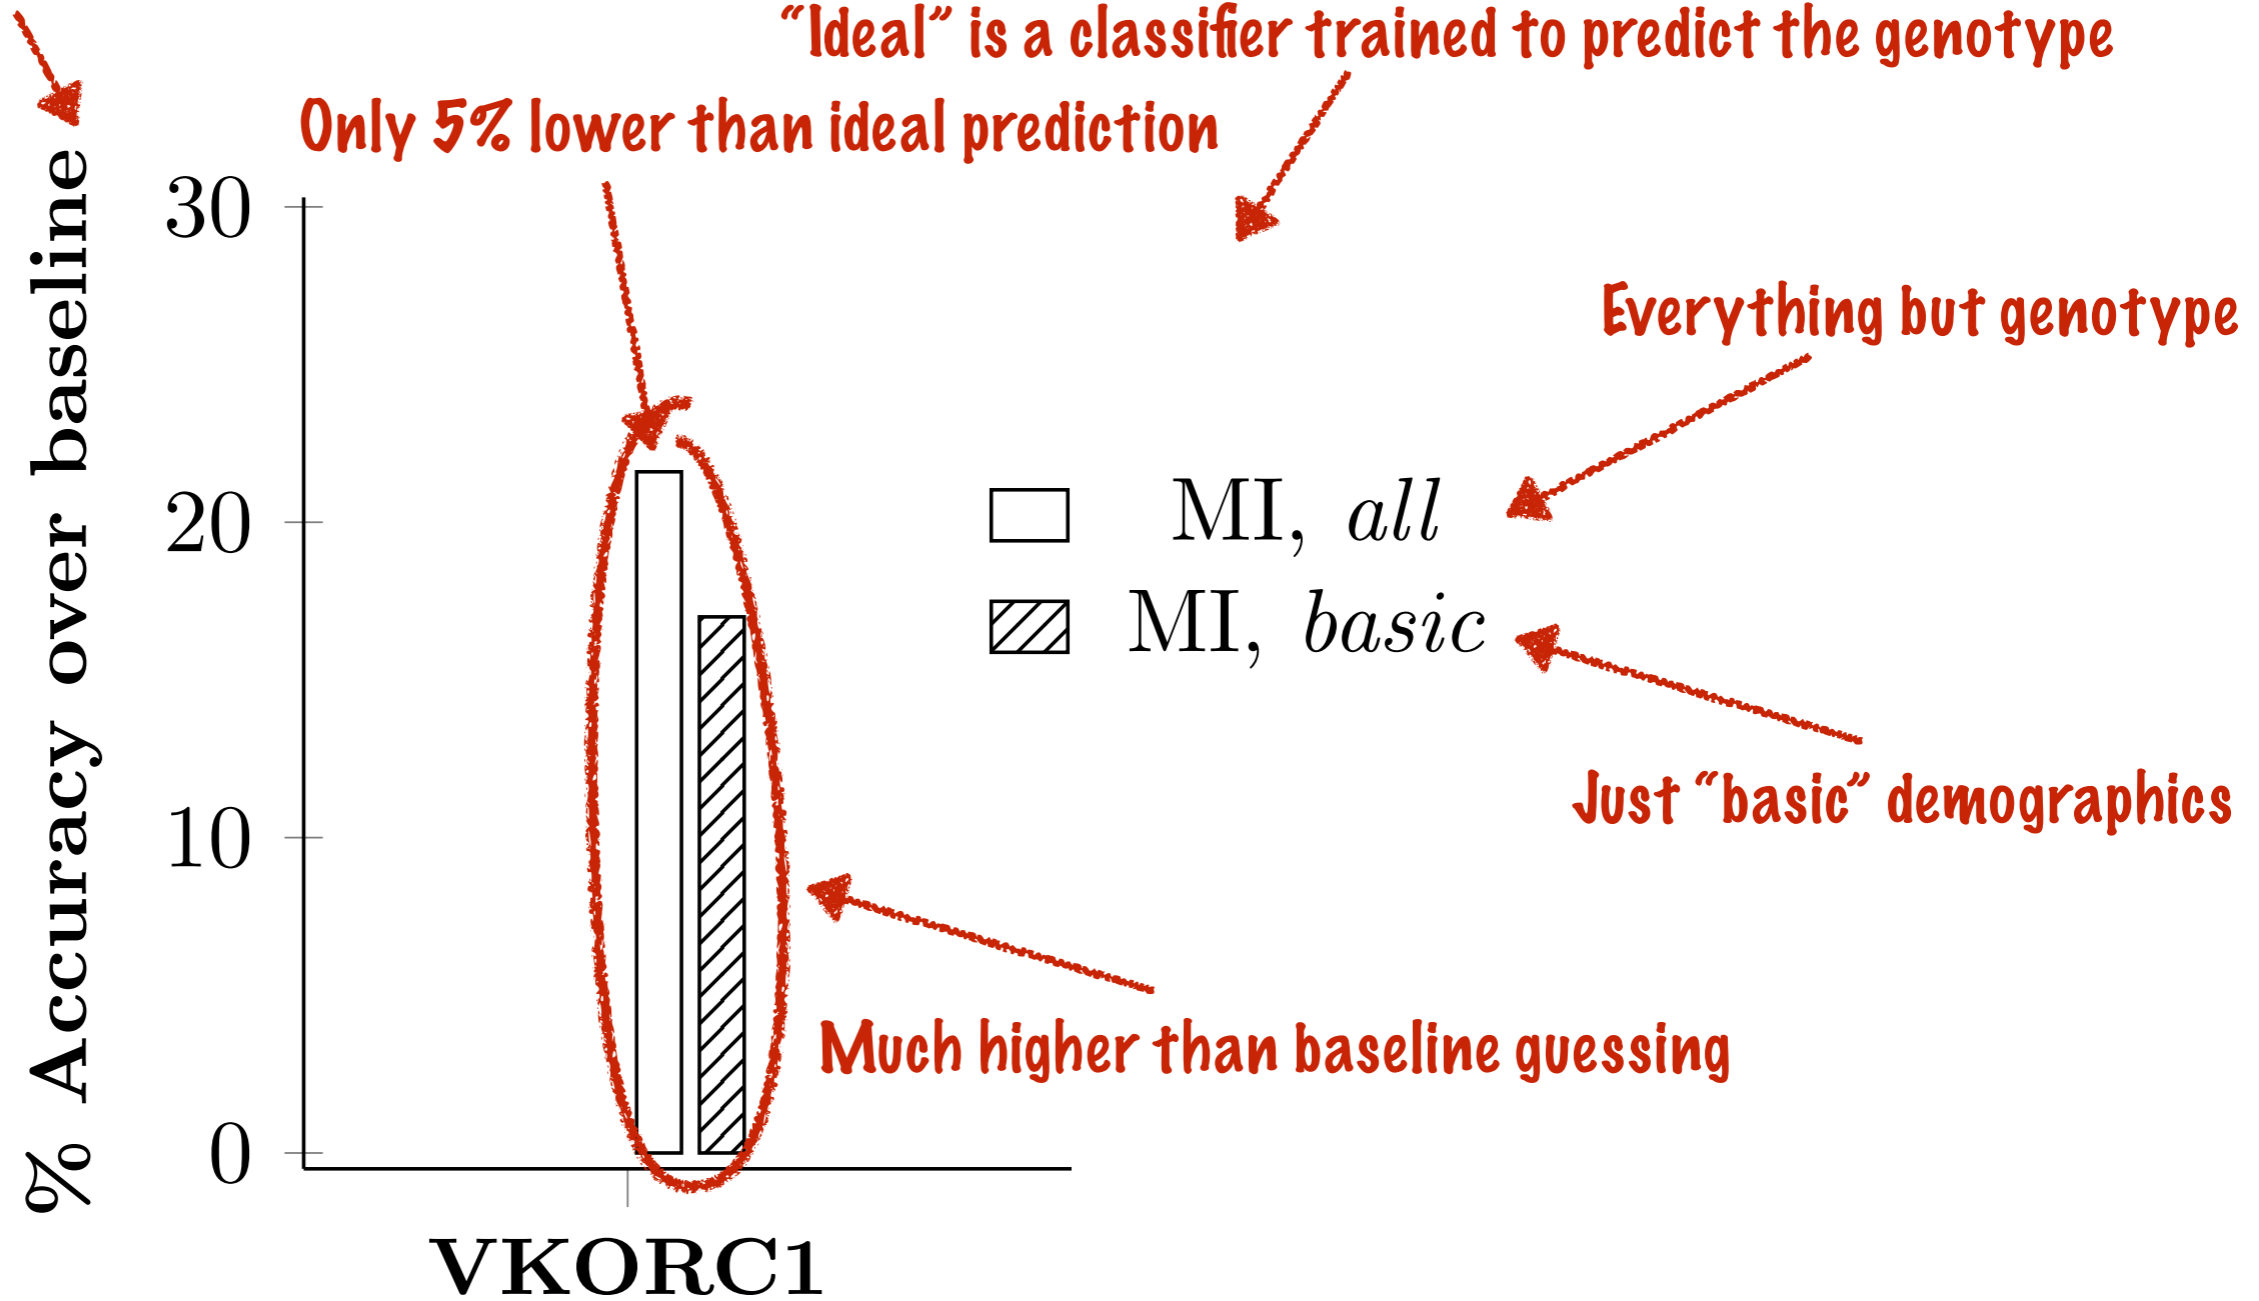 “Ideal” is a classifier trained to predict the genotype
Only 5% lower than ideal prediction
% Accuracy over baseline
30
Everything but genotype
20
MI, all
MI, basic
Just “basic” demographics
10
Much higher than baseline guessing
0
VKORC1